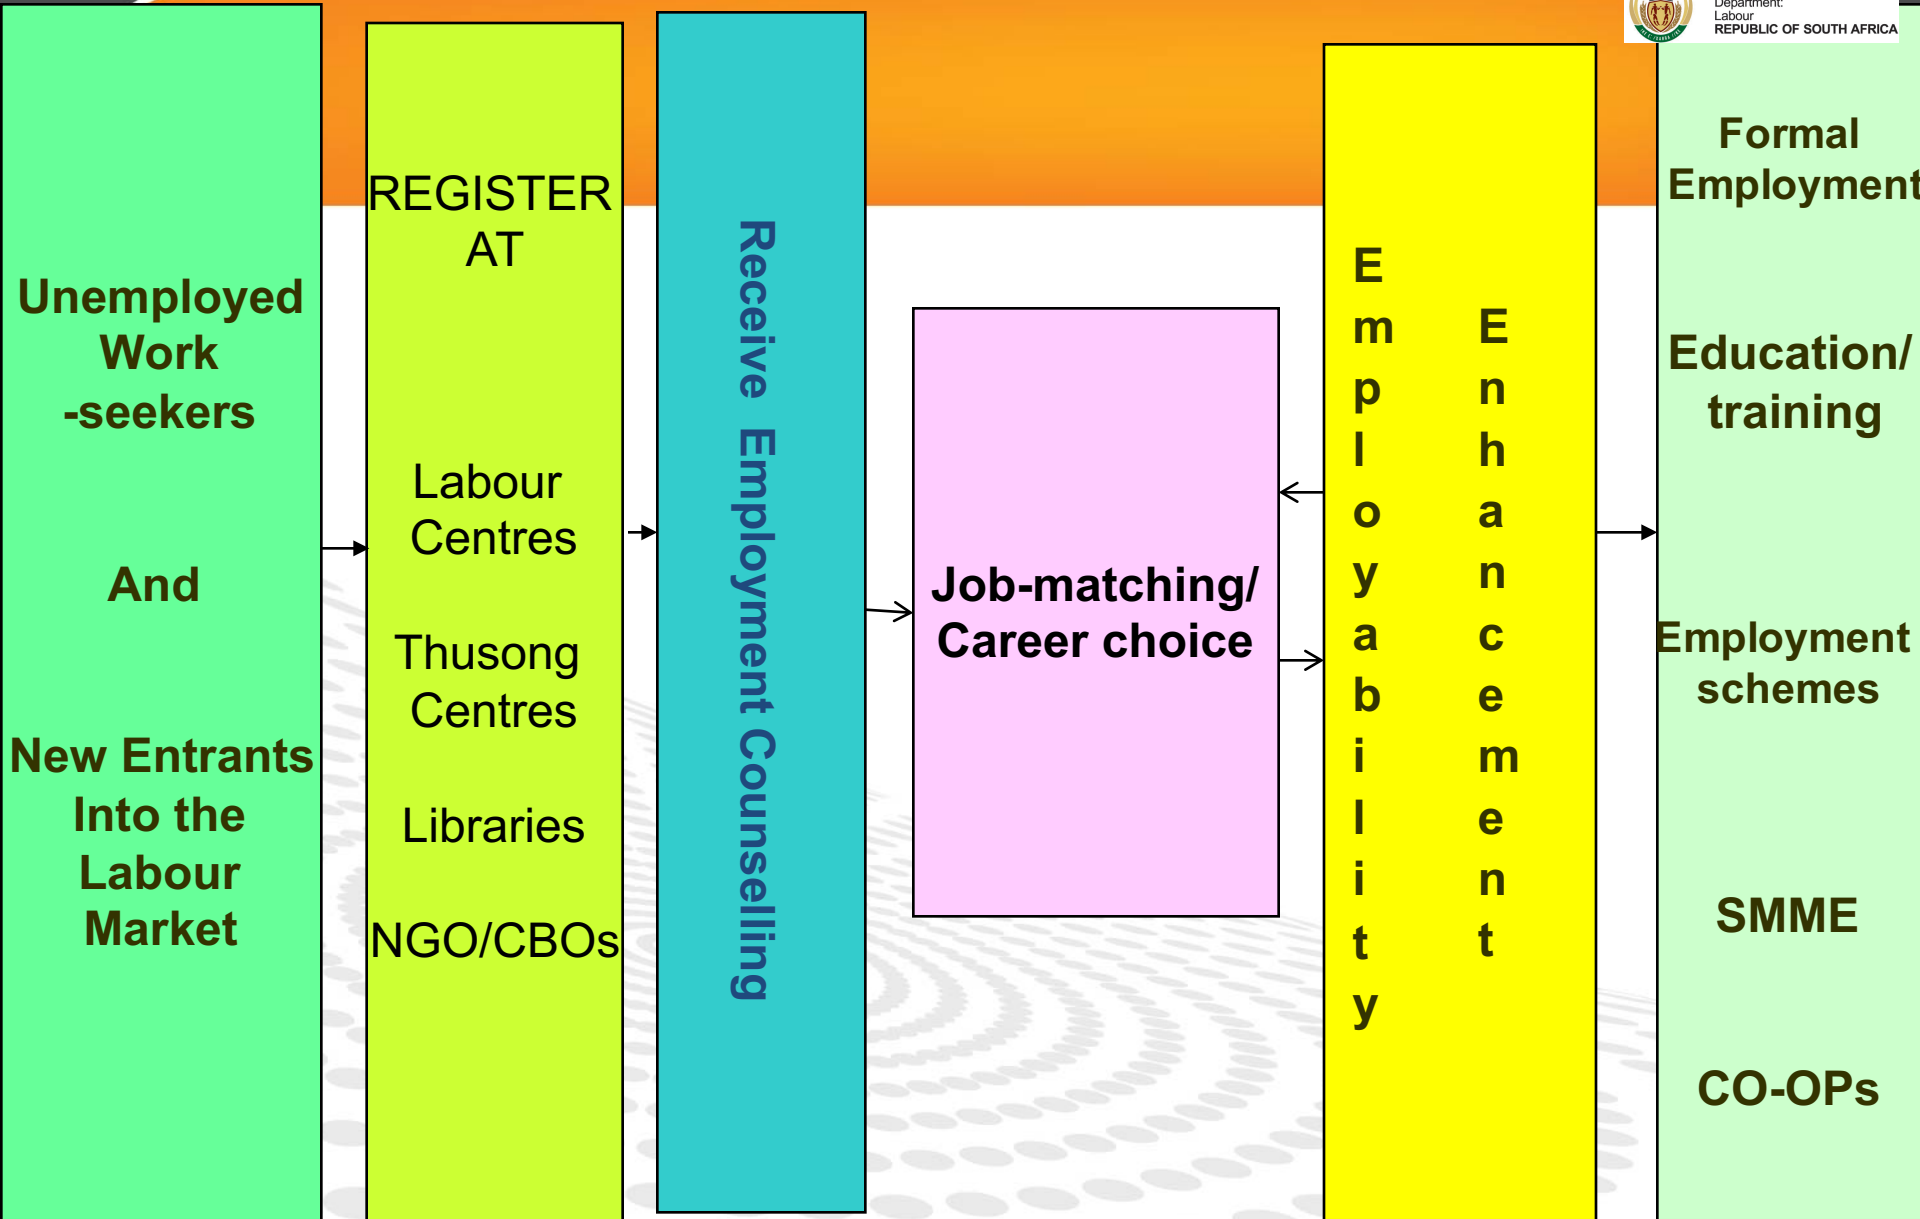 Department:
Labour
REPUBLIC OF SOUTH AFRICA
Unemployed
Work
-seekers
And
New Entrants
Into the
Labour
Market
REGISTER
AT
Labour
Centres
Thusong
Centres
Libraries
NGO/CBOs
Receive Employment Counselling
Job-matching/
Career choice
Employability
Enhancement
Formal
Employment
Education/
training
Employment
schemes
SMME
CO-OPs